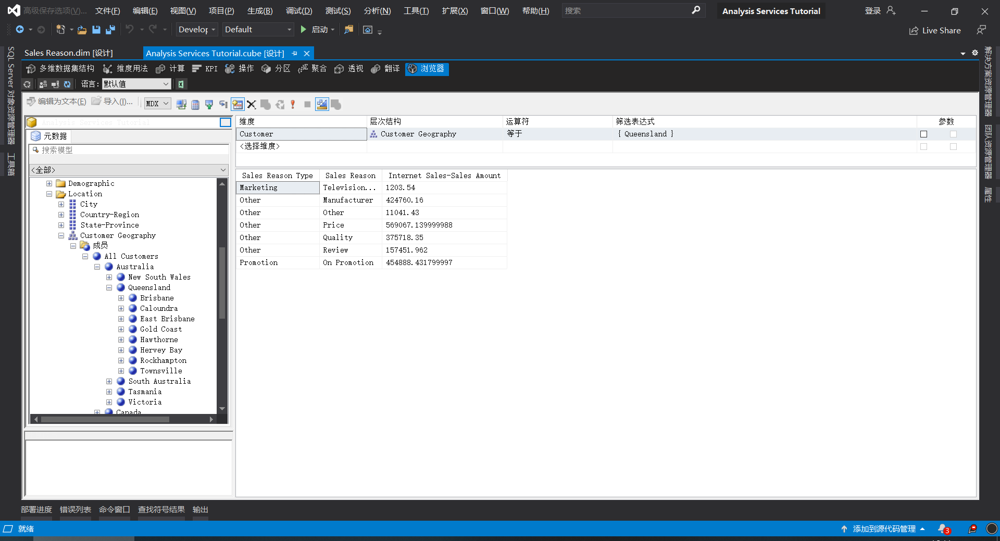 高级保存选项(V)... 文件(F) 编辑(E) 视图(V) 项目(P) 生成(B) 调试(D) 测试(S) 分析(N) 工具(T) 扩展(X) 窗口(W) 帮助(H) 搜索 Analysis Services Tutorial 登录
Develop Default 启动 Live Share
Sales Reason.dim [设计] Analysis Services Tutorial.cube [设计]
多维数据集结构 维度用法 计算 KPI 操作 分区 聚合 透视 翻译 浏览器
语言: 默认值
编辑为文本(E) 导入(I)... MDX
Analysis Services Tutorial
元数据
搜索模型
<全部>
Demographic
Location
City
Country-Region
State-Province
Customer Geography
成员
All Customers
Australia
New South Wales
Queensland
Brisbane
Caloundra
East Brisbane
Gold Coast
Hawthorne
Hervey Bay
Rockhampton
Townsville
South Australia
Tasmania
Victoria
Canada
维度 层次结构 运算符 筛选表达式 参数
Customer Customer Geography 等于 { Queensland }
<选择维度>
Sales Reason Type Sales Reason Internet Sales-Sales Amount
Marketing Television... 1203.54
Other Manufacturer 424760.16
Other Other 11041.43
Other Price 569067.139999988
Other Quality 375718.35
Other Review 157451.962
Promotion On Promotion 454888.431799997
SQL Server 对象资源管理器
工具箱
解决方案资源管理器
团队资源管理器
属性
部署进度 错误列表 命令窗口 查找符号结果 输出
就绪 添加到源代码管理 3